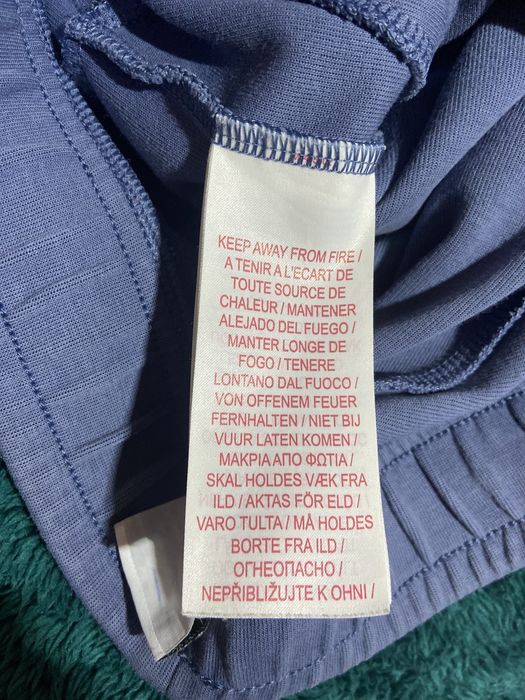 KEEP AWAY FROM FIRE /
A TENIR A L'ECART DE
TOUTE SOURCE DE
CHALEUR / MANTENER
ALEJADO DEL FUEGO /
MANTER LONGE DE
FOGO / TENERE
LONTANO DAL FUOCO /
VON OFFENEM FEUER
FERNHALTEN / NIET BIJ
VUUR LATEN KOMEN /
ΜΑΚΡΙΑ ΑΠΟ ΦΩΤΙΑ /
SKAL HOLDES VÆK FRA
ILD / AKTAS FÖR ELD /
VARO TULTA / MÅ HOLDES
BORTE FRA ILD /
ОГНЕОПАСНО /
NEPŘIBLIŽUJTE K OHNI /